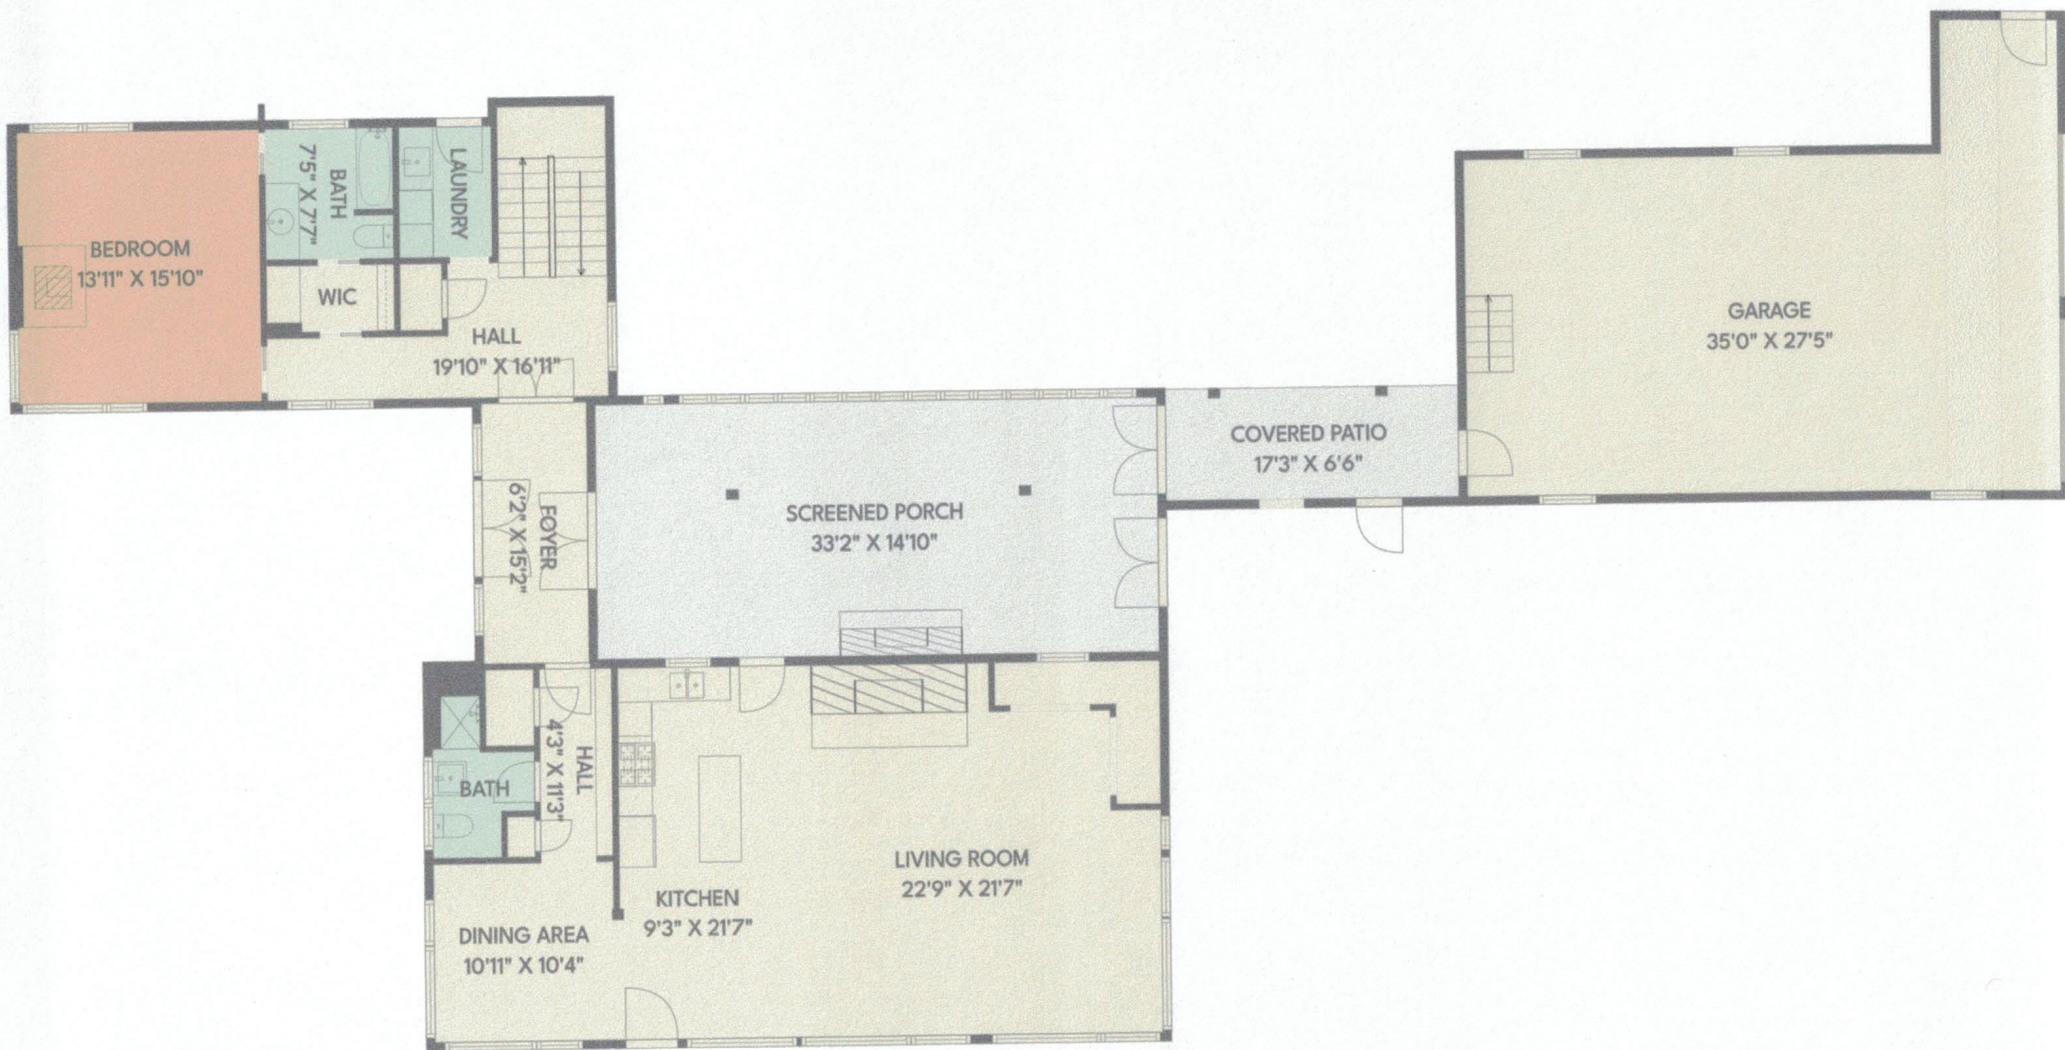 BEDROOM
13'11" X 15'10"
BATH
7'5" X 7'7"
LAUNDRY
WIC
HALL
19'10" X 16'11"
GARAGE
35'0" X 27'5"
COVERED PATIO
17'3" X 6'6"
SCREENED PORCH
33'2" X 14'10"
FOYER
6'2" X 15'2"
HALL
4'3" X 11'3"
BATH
LIVING ROOM
22'9" X 21'7"
KITCHEN
9'3" X 21'7"
DINING AREA
10'11" X 10'4"